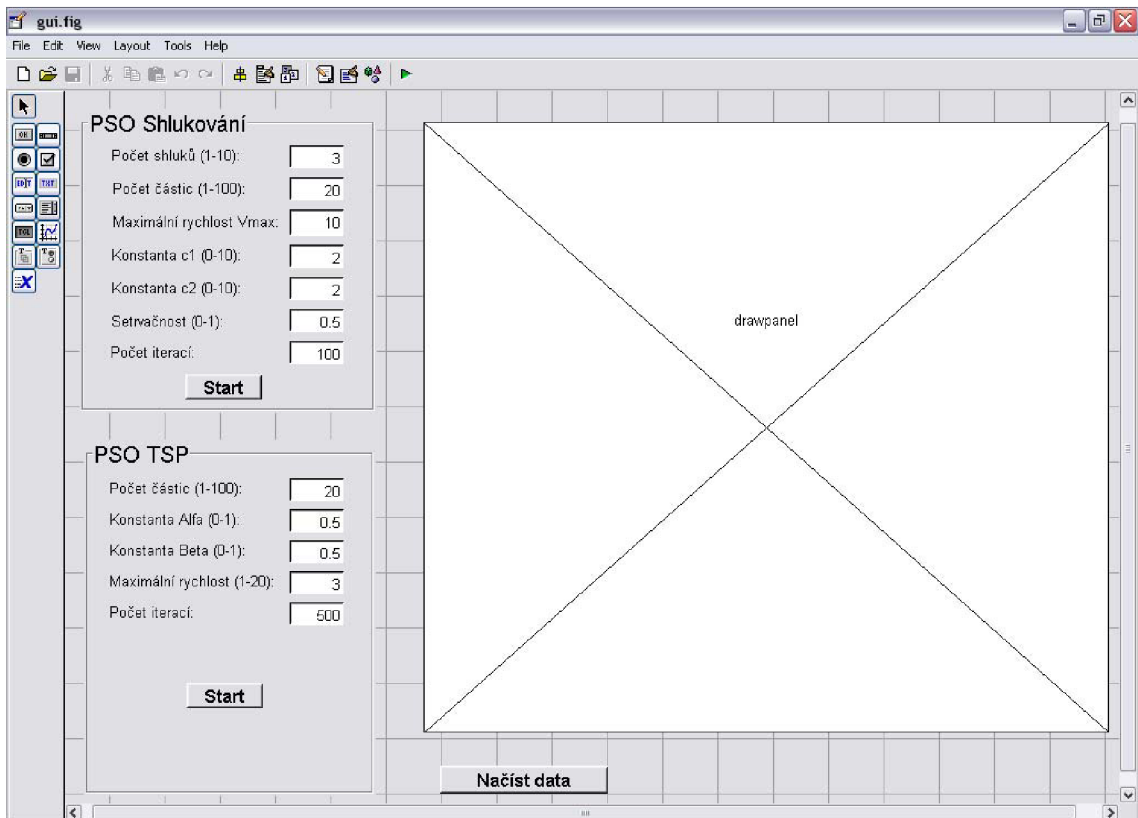 gui.fig
File Edit View Layout Tools Help
PSO Shlukování
Počet shluků (1-10): 3
Počet částic (1-100): 20
Maximální rychlost Vmax: 10
Konstanta c1 (0-10): 2
Konstanta c2 (0-10): 2
Setrvačnost (0-1): 0.5
Počet iterací: 100
Start
PSO TSP
Počet částic (1-100): 20
Konstanta Alfa (0-1): 0.5
Konstanta Beta (0-1): 0.5
Maximální rychlost (1-20): 3
Počet iterací: 500
Start
drawpanel
Načíst data